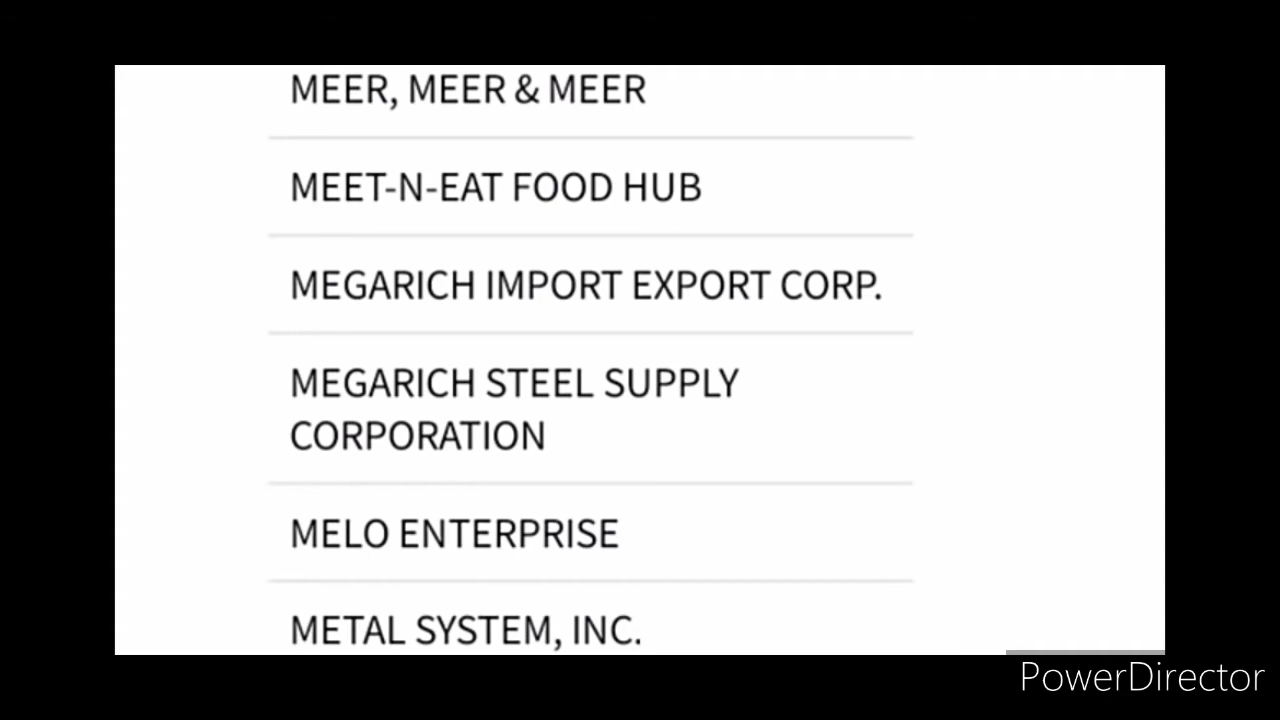 MEER, MEER & MEER
MEET-N-EAT FOOD HUB
MEGARICH IMPORT EXPORT CORP.
MEGARICH STEEL SUPPLY
CORPORATION
MELO ENTERPRISE
METAL SYSTEM, INC.
PowerDirector